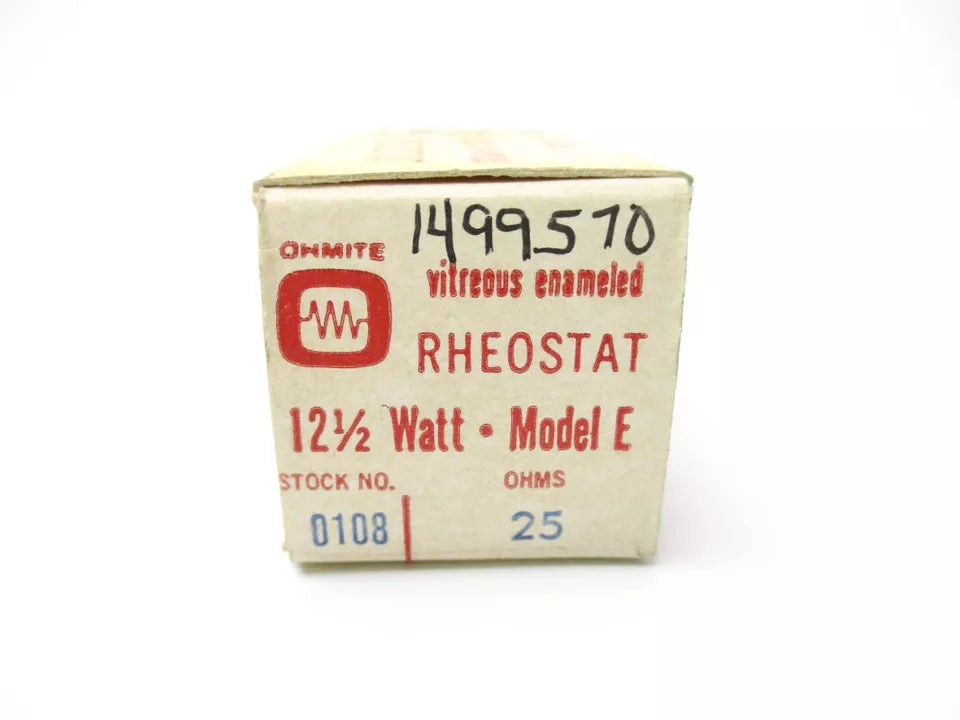 1499570
OHMITE
vitreous enameled
RHEOSTAT
12½ Watt • Model E
STOCK NO. OHMS
0108 25